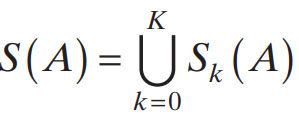 S(A) = ⋃_{k=0}^{K} S_k(A)